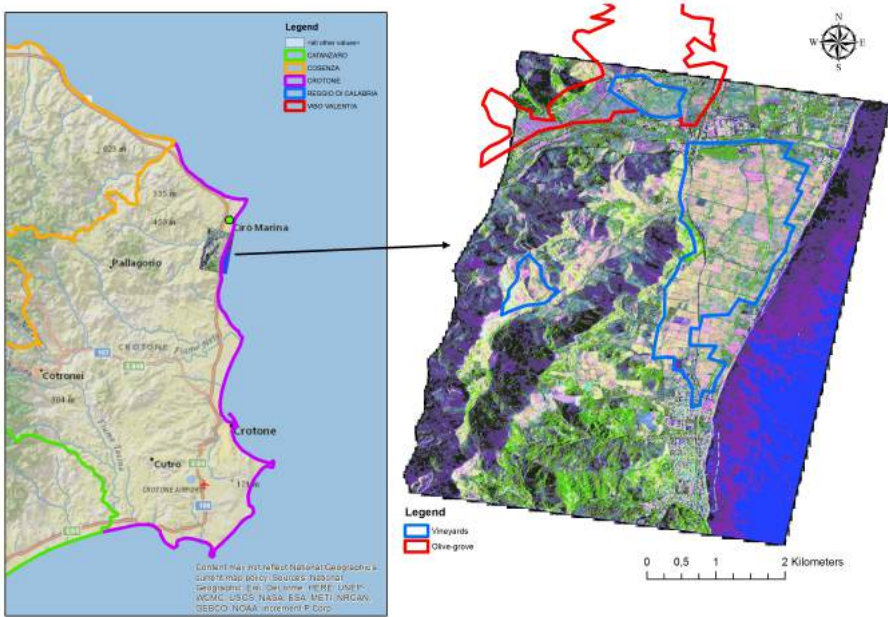 Legend
<all other values>
CATANZARO
COSENZA
CROTONE
REGGIO DI CALABRIA
VIBO VALENTIA
335 m
Cirò Marina
Pallagorio
CROTONE
107
Cotronei
Crotone
Cutro
CROTONE AIRPORT
106
Content may not reflect National Geographic's
current map policy. Sources: National
Geographic, Esri, DeLorme, HERE, UNEP-
WCMC, USGS, NASA, ESA, METI, NRCAN,
GEBCO, NOAA, increment P Corp.
N
W E
S
Legend
Vineyards
Olive-grove
0 0,5 1 2 Kilometers